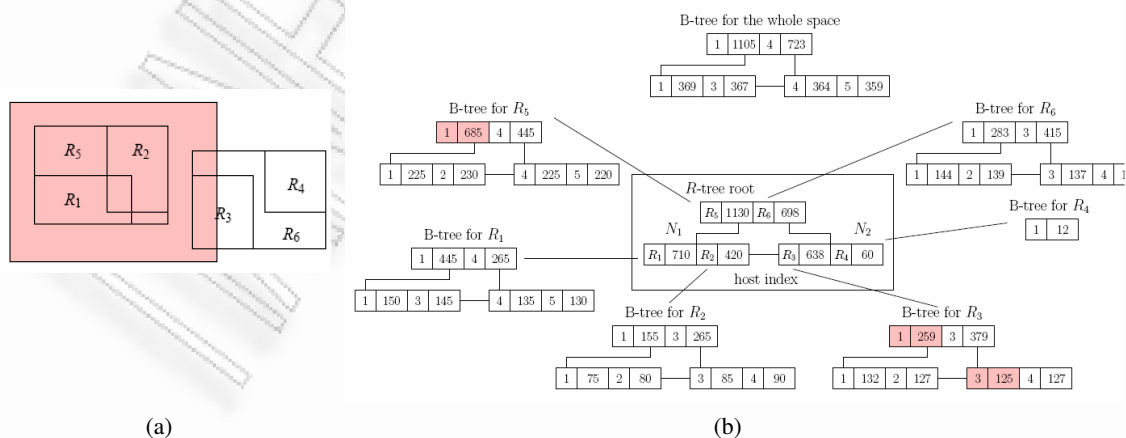 R5 R2
R1
R4
R3
R6
(a)
B-tree for the whole space
1 1105 4 723
1 369 3 367 4 364 5 359
B-tree for R5
1 685 4 445
1 225 2 230 4 225 5 220
B-tree for R6
1 283 3 415
1 144 2 139 3 137 4
R-tree root
R5 1130 R6 698
N1 N2
R1 710 R2 420 R3 638 R4 60
host index
B-tree for R4
1 12
B-tree for R1
1 445 4 265
1 150 3 145 4 135 5 130
B-tree for R2
1 155 3 265
1 75 2 80 3 85 4 90
B-tree for R3
1 259 3 379
1 132 2 127 3 125 4 127
(b)